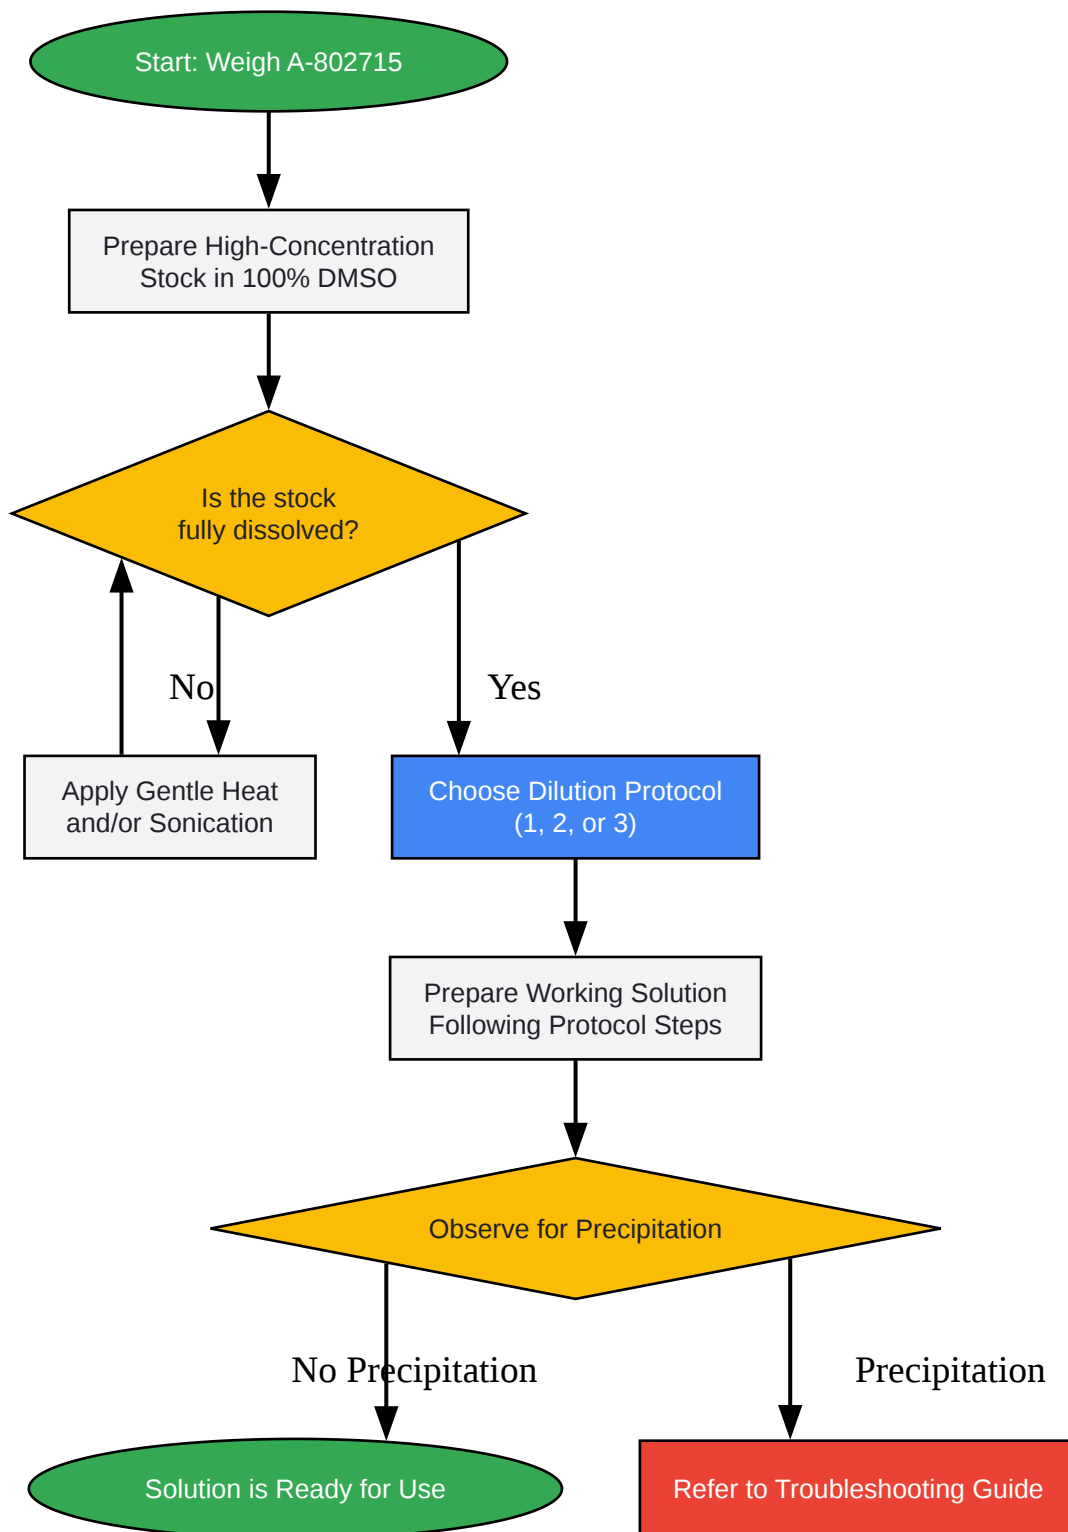 Start: Weigh A-802715
Prepare High-Concentration
Stock in 100% DMSO
Is the stock
fully dissolved?
No
Yes
Apply Gentle Heat
and/or Sonication
Choose Dilution Protocol
(1, 2, or 3)
Prepare Working Solution
Following Protocol Steps
Observe for Precipitation
No Precipitation
Precipitation
Solution is Ready for Use
Refer to Troubleshooting Guide